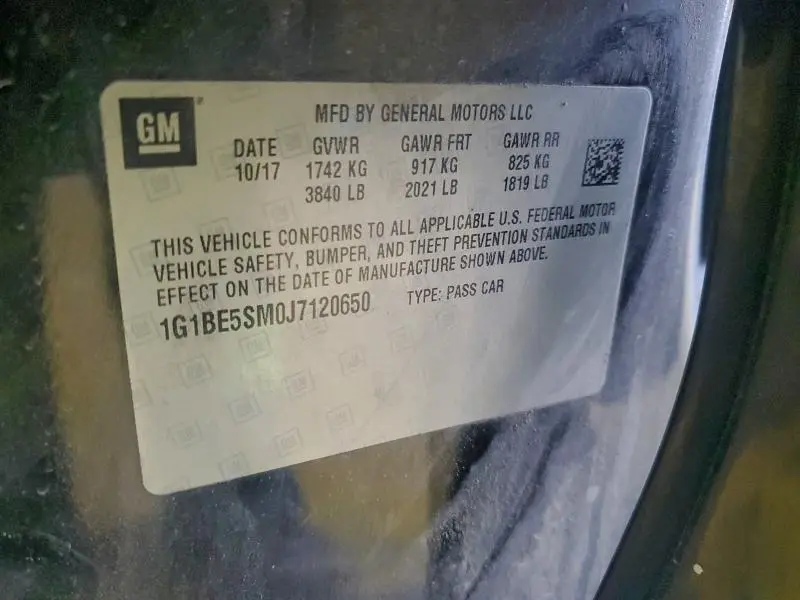 GM
MFD BY GENERAL MOTORS LLC
DATE GVWR GAWR FRT GAWR RR
10/17 1742 KG 917 KG 825 KG
3840 LB 2021 LB 1819 LB
THIS VEHICLE CONFORMS TO ALL APPLICABLE U.S. FEDERAL MOTOR
VEHICLE SAFETY, BUMPER, AND THEFT PREVENTION STANDARDS IN
EFFECT ON THE DATE OF MANUFACTURE SHOWN ABOVE.
1G1BE5SM0J7120650 TYPE: PASS CAR